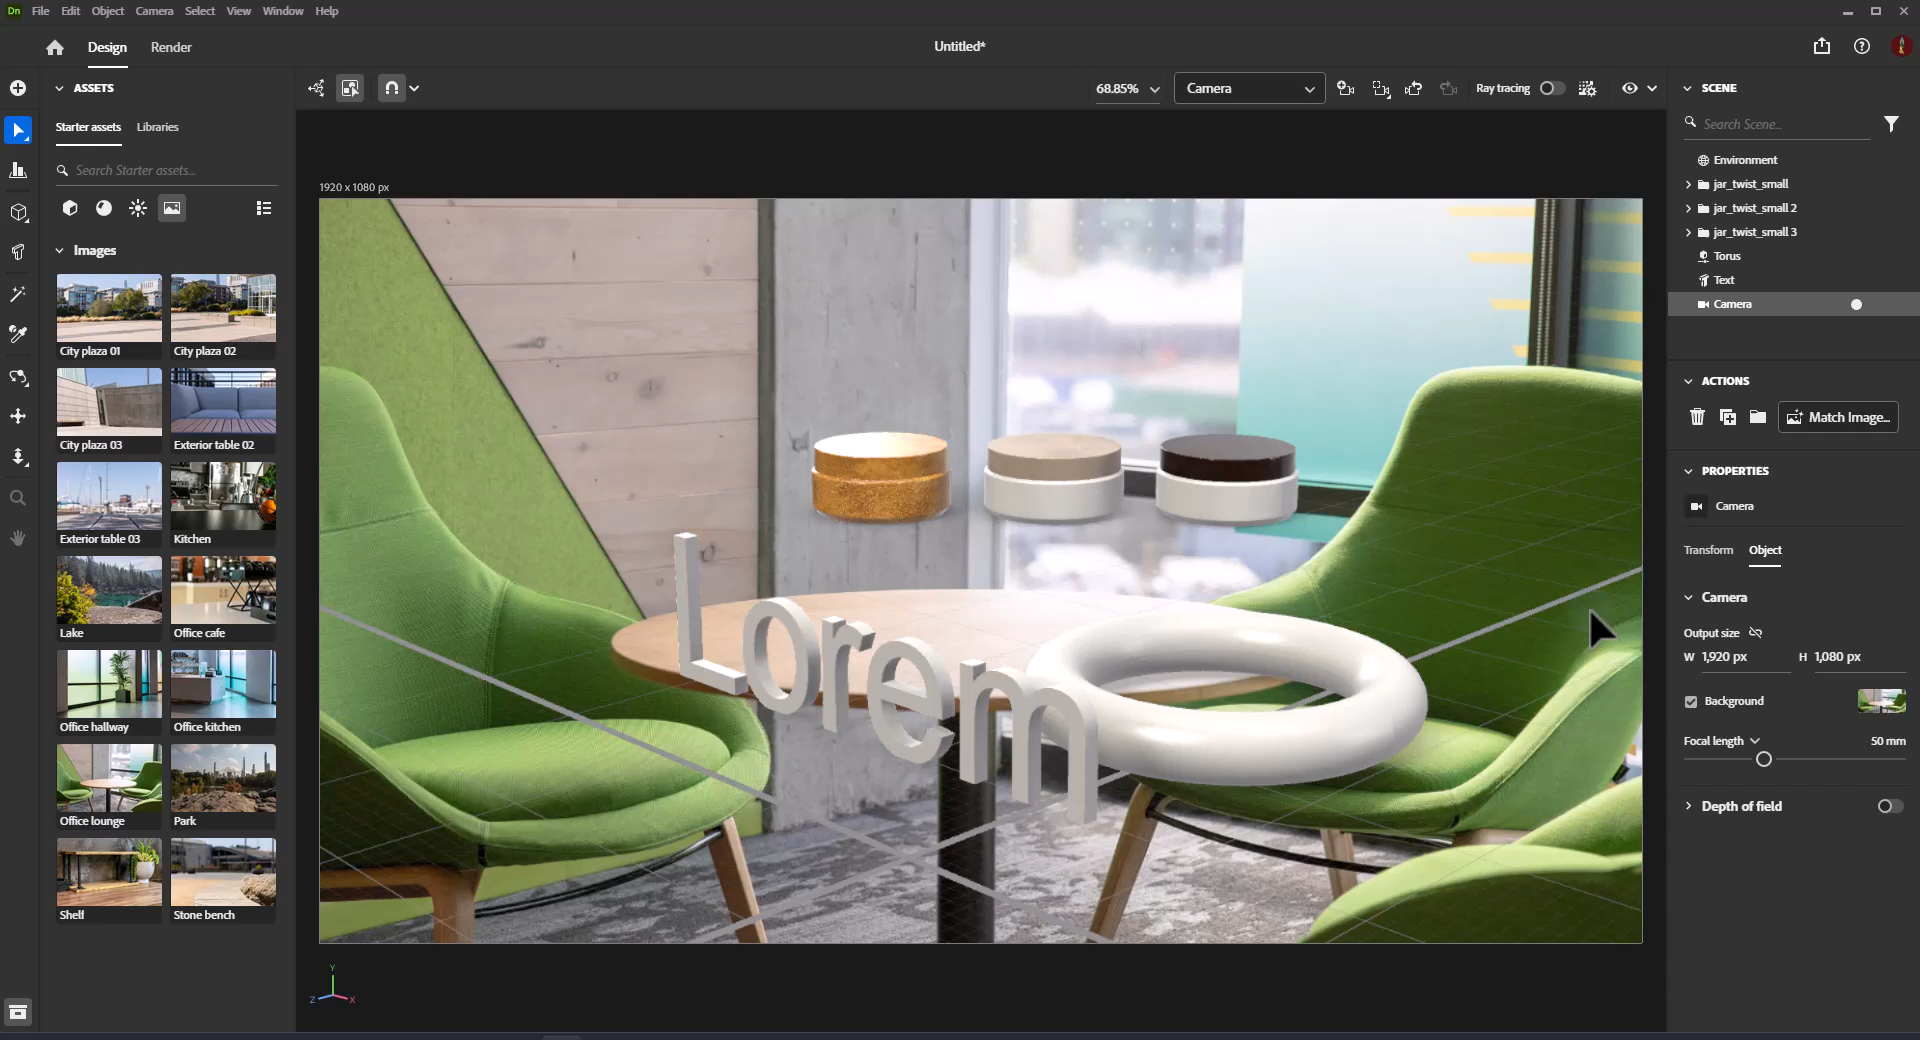 Dn File Edit Object Camera Select View Window Help
Design Render Untitled*
ASSETS
Starter assets Libraries
Search Starter assets...
Images
City plaza 01 City plaza 02
City plaza 03 Exterior table 02
Exterior table 03 Kitchen
Lake Office cafe
Office hallway Office kitchen
Office lounge Park
Shelf Stone bench
68.85% Camera Ray tracing
1920 x 1080 px
Lorem
Y
Z X
SCENE
Search Scene...
Environment
jar_twist_small
jar_twist_small 2
jar_twist_small 3
Torus
Text
Camera
ACTIONS
Match Image...
PROPERTIES
Camera
Transform Object
Camera
Output size
W 1,920 px H 1,080 px
Background
Focal length 50 mm
Depth of field